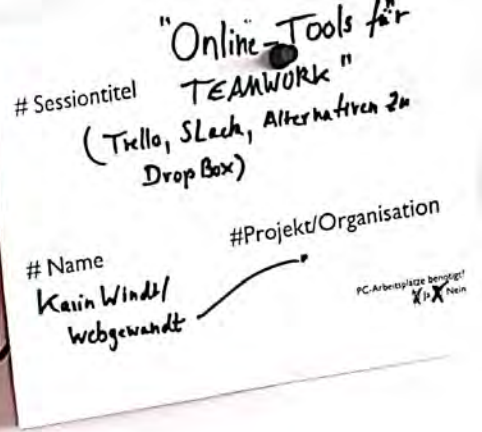 "Online-Tools für
# Sessiontitel TEAMWORK"
(Trello, Slack, Alternativen zu
DropBox)
# Name #Projekt/Organisation
Karin Windt/
Webgewandt
PC-Arbeitsplätze benötigt?
X Ja X Nein